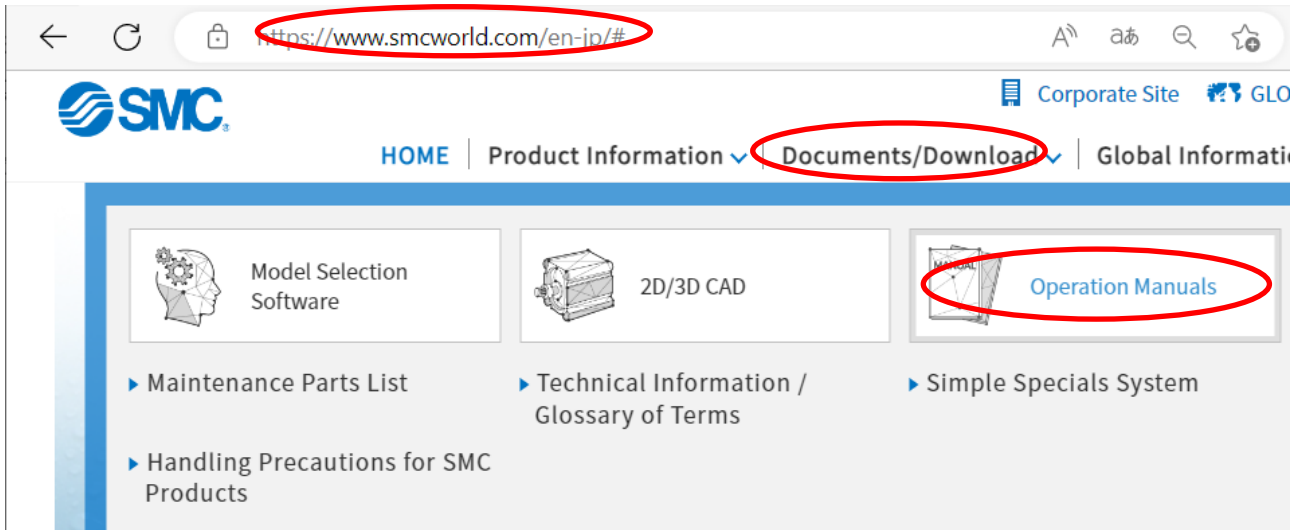 https://www.smcworld.com/en-jp/#
A あ aあ
SMC
Corporate Site GLO
HOME Product Information Documents/Download Global Informati
Model Selection
Software
2D/3D CAD
MANUAL
Operation Manuals
Maintenance Parts List
Technical Information /
Glossary of Terms
Simple Specials System
Handling Precautions for SMC
Products